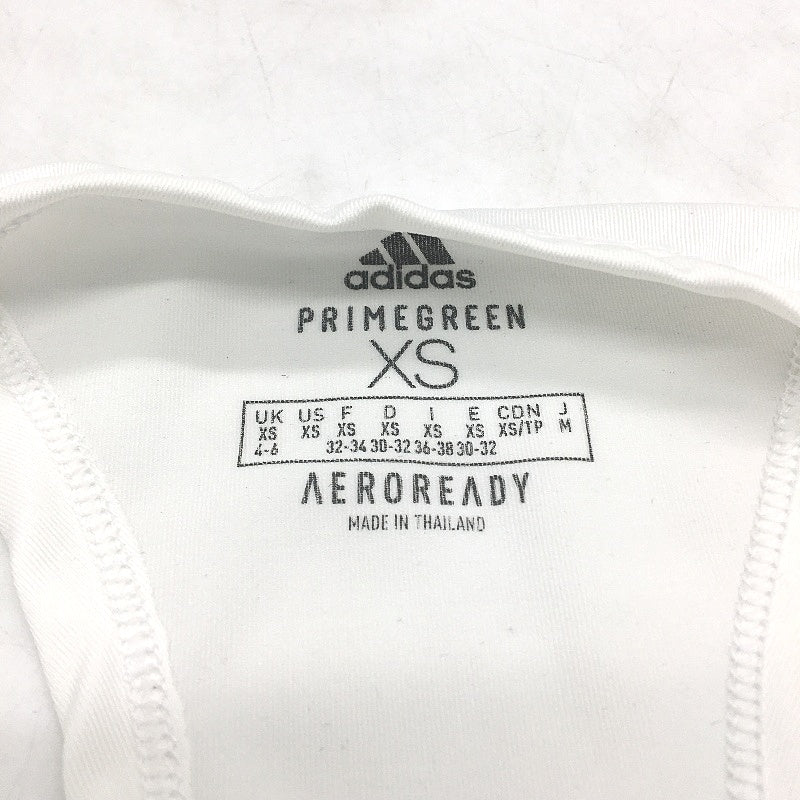 adidas
PRIMEGREEN
XS
UK US F D I E CDN J
XS XS XS XS XS XS XS/TP M
4-6 32-34 30-32 36-38 30-32
AEROREADY
MADE IN THAILAND